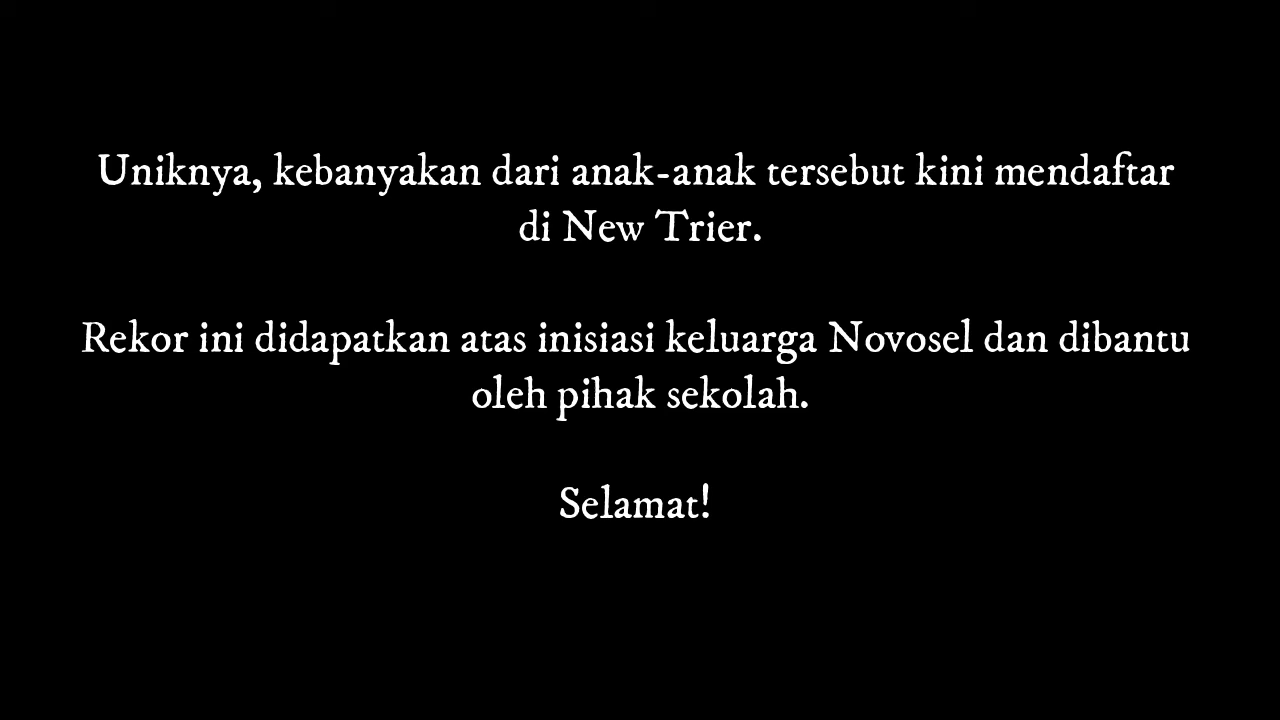 Uniknya, kebanyakan dari anak-anak tersebut kini mendaftar
di New Trier.
Rekor ini didapatkan atas inisiasi keluarga Novosel dan dibantu
oleh pihak sekolah.
Selamat!